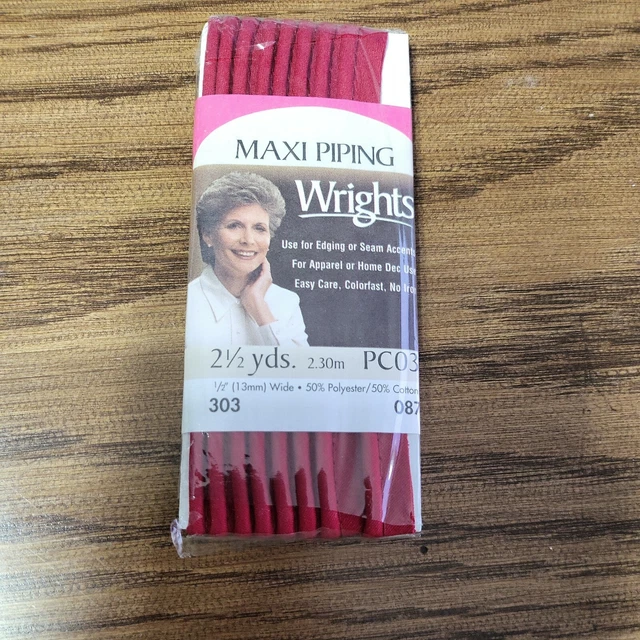 MAXI PIPING
Wrights
Use for Edging or Seam Accents
For Apparel or Home Dec Use
Easy Care, Colorfast, No Iron
2½ yds. 2.30m PC03
½" (13mm) Wide • 50% Polyester/50% Cotton
303 087